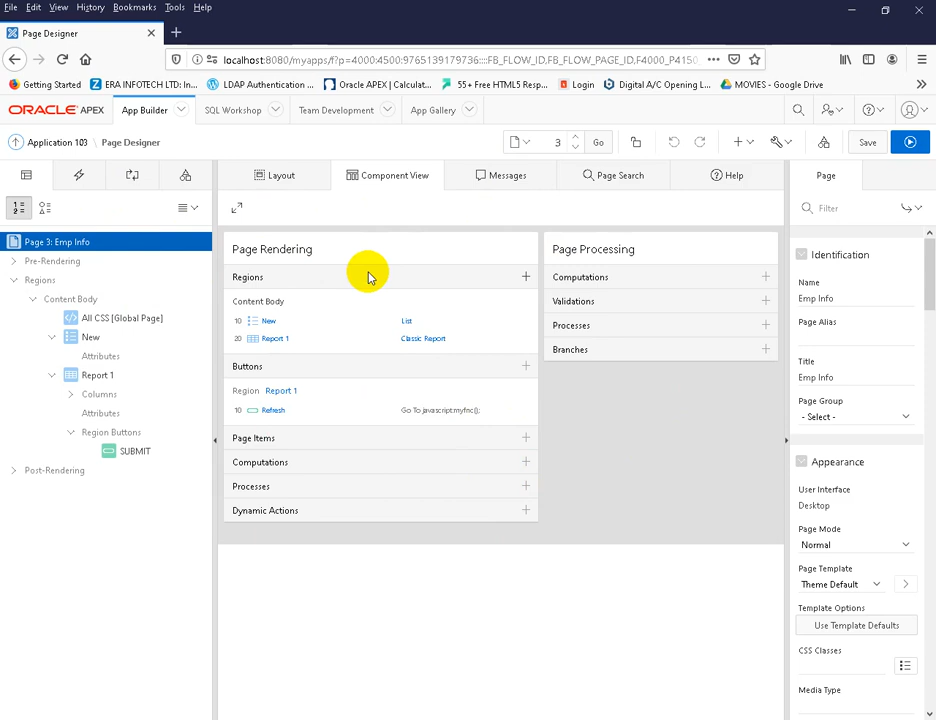 File Edit View History Bookmarks Tools Help
Page Designer
localhost:8080/myapps/f?p=4000:4500:9765139179736::::FB_FLOW_ID,FB_FLOW_PAGE_ID,F4000_P4150
Getting Started ERA INFOTECH LTD: In... LDAP Authentication ... Oracle APEX | Calculat... 55+ Free HTML5 Resp... Login Digital A/C Opening L... MOVIES - Google Drive
ORACLE APEX App Builder SQL Workshop Team Development App Gallery
Application 103 Page Designer 3 Go Save
Layout Component View Messages Page Search Help Page
Filter
Page 3: Emp Info
Pre-Rendering
Regions
Content Body
All CSS [Global Page]
New
Attributes
Report 1
Columns
Attributes
Region Buttons
SUBMIT
Post-Rendering
Page Rendering
Regions
Content Body
10 New List
20 Report 1 Classic Report
Buttons
Region Report 1
10 Refresh Go To javascript:myfnc();
Page Items
Computations
Processes
Dynamic Actions
Page Processing
Computations
Validations
Processes
Branches
Identification
Name
Emp Info
Page Alias
Title
Emp Info
Page Group
- Select -
Appearance
User Interface
Desktop
Page Mode
Normal
Page Template
Theme Default
Template Options
Use Template Defaults
CSS Classes
Media Type